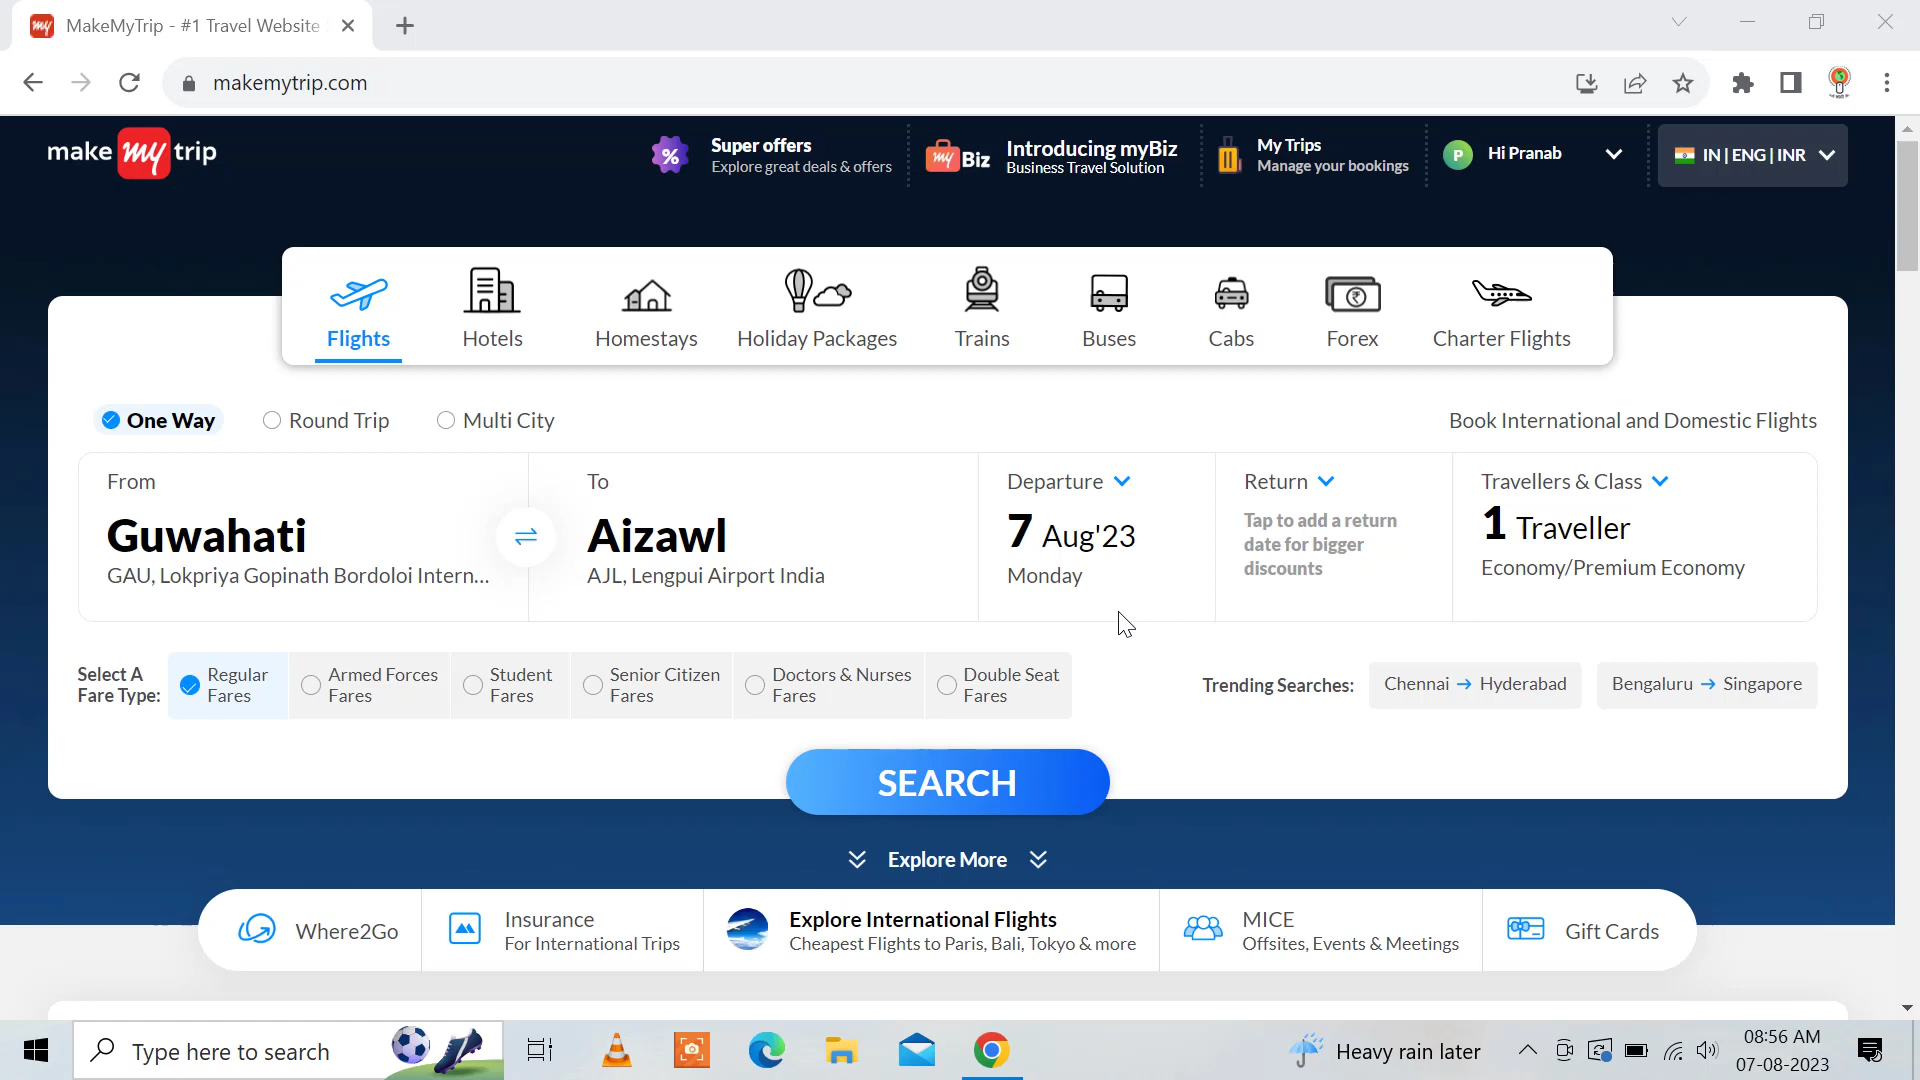 MakeMyTrip - #1 Travel Website
makemytrip.com
make my trip
Super offers
Explore great deals & offers
my Biz
Introducing myBiz
Business Travel Solution
My Trips
Manage your bookings
P
Hi Pranab
IN | ENG | INR
Flights
Hotels
Homestays
Holiday Packages
Trains
Buses
Cabs
Forex
Charter Flights
One Way
Round Trip
Multi City
Book International and Domestic Flights
From
Guwahati
GAU, Lokpriya Gopinath Bordoloi Intern...
To
Aizawl
AJL, Lengpui Airport India
Departure
7 Aug'23
Monday
Return
Tap to add a return
date for bigger
discounts
Travellers & Class
1 Traveller
Economy/Premium Economy
Select A
Fare Type:
Regular
Fares
Armed Forces
Fares
Student
Fares
Senior Citizen
Fares
Doctors & Nurses
Fares
Double Seat
Fares
Trending Searches:
Chennai → Hyderabad
Bengaluru → Singapore
SEARCH
Explore More
Where2Go
Insurance
For International Trips
Explore International Flights
Cheapest Flights to Paris, Bali, Tokyo & more
MICE
Offsites, Events & Meetings
Gift Cards
Type here to search
Heavy rain later
08:56 AM
07-08-2023